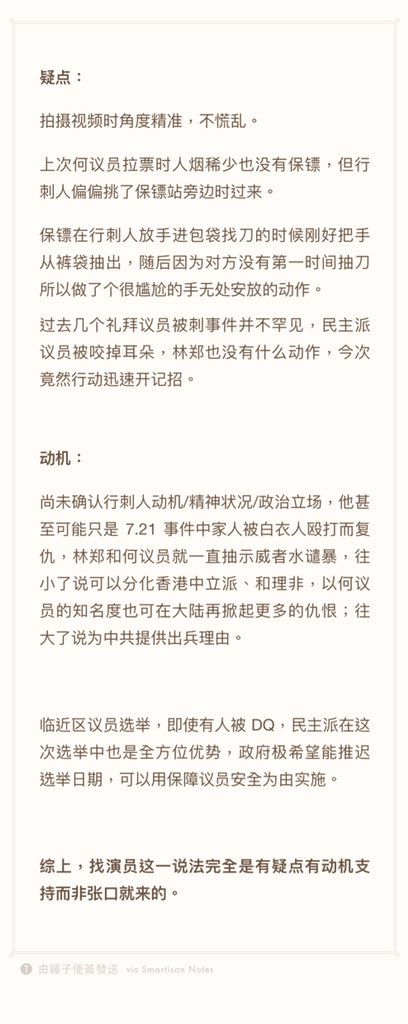 疑点：
拍摄视频时角度精准，不慌乱。
上次何议员拉票时人烟稀少也没有保镖，但行
刺人偏偏挑了保镖站旁边时过来。
保镖在行刺人放手进包袋找刀的时候刚好把手
从裤袋抽出，随后因为对方没有第一时间抽刀
所以做了个很尴尬的手无处安放的动作。
过去几个礼拜议员被刺事件并不罕见，民主派
议员被咬掉耳朵，林郑也没有什么动作，今次
竟然行动迅速开记招。
动机：
尚未确认行刺人动机/精神状况/政治立场，他甚
至可能只是 7.21 事件中家人被白衣人殴打而复
仇，林郑和何议员就一直抽示威者水谴暴，往
小了说可以分化香港中立派、和理非，以何议
员的知名度也可在大陆再掀起更多的仇恨；往
大了说为中共提供出兵理由。
临近区议员选举，即使有人被 DQ，民主派在这
次选举中也是全方位优势，政府极希望能推迟
选举日期，可以用保障议员安全为由实施。
综上，找演员这一说法完全是有疑点有动机支
持而非张口就来的。
由錘子便簽發送 via Smartisan Notes